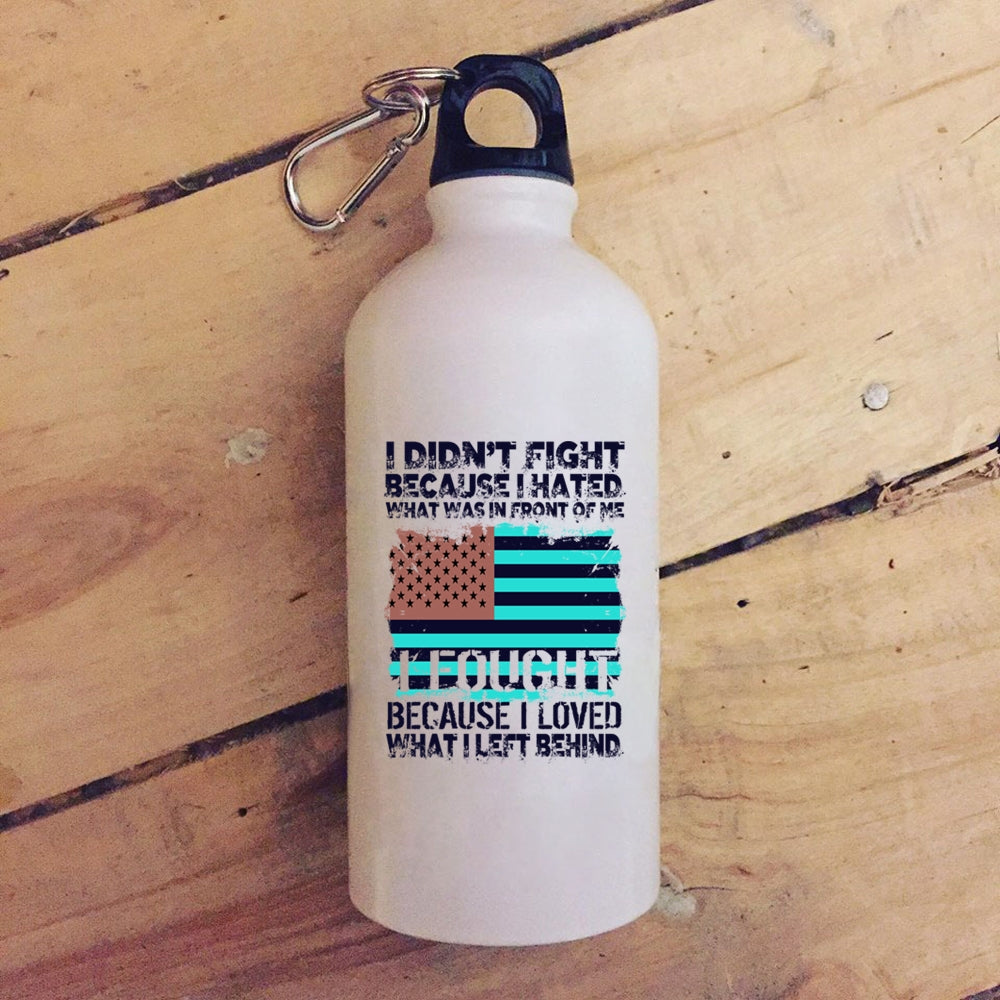 I DIDN'T FIGHT
BECAUSE I HATED
WHAT WAS IN FRONT OF ME
I FOUGHT
BECAUSE I LOVED
WHAT I LEFT BEHIND